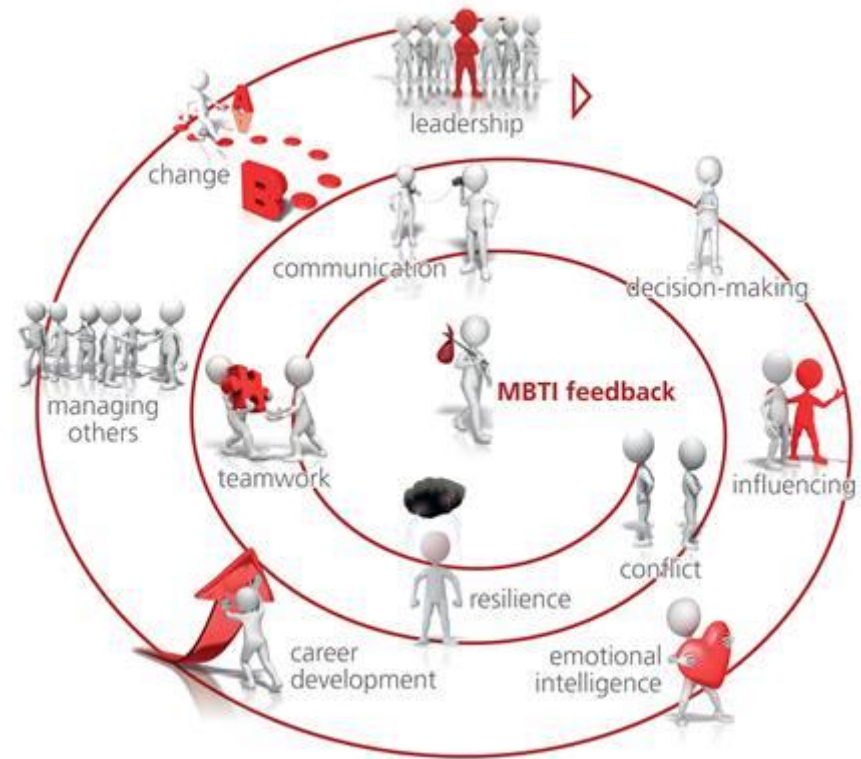 leadership
A
change
B
communication
decision-making
MBTI feedback
managing
others
teamwork
influencing
conflict
resilience
career
development
emotional
intelligence